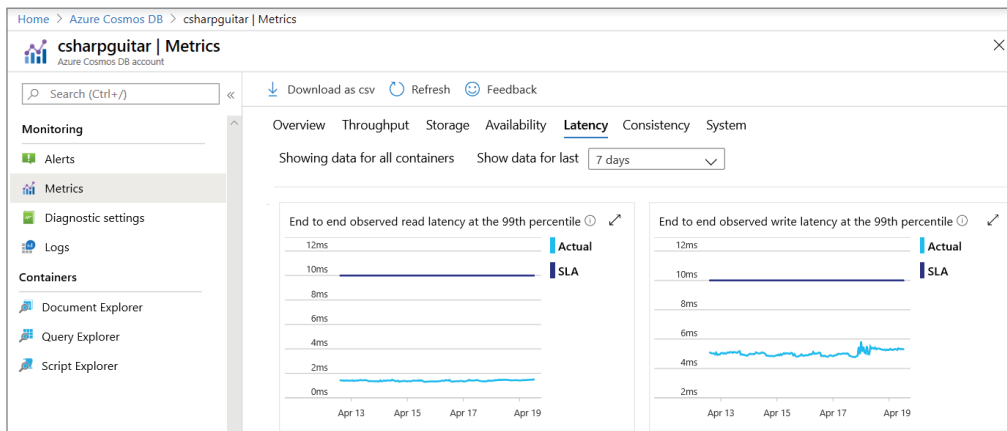 Home > Azure Cosmos DB > csharpguitar | Metrics
csharpguitar | Metrics
Azure Cosmos DB account
Search (Ctrl+/)
Monitoring
Alerts
Metrics
Diagnostic settings
Logs
Containers
Document Explorer
Query Explorer
Script Explorer
Download as csv Refresh Feedback
Overview Throughput Storage Availability Latency Consistency System
Showing data for all containers Show data for last 7 days
End to end observed read latency at the 99th percentile
12ms
10ms
8ms
6ms
4ms
2ms
0ms
Apr 13 Apr 15 Apr 17 Apr 19
Actual
SLA
End to end observed write latency at the 99th percentile
12ms
10ms
8ms
6ms
4ms
2ms
Apr 13 Apr 15 Apr 17 Apr 19
Actual
SLA